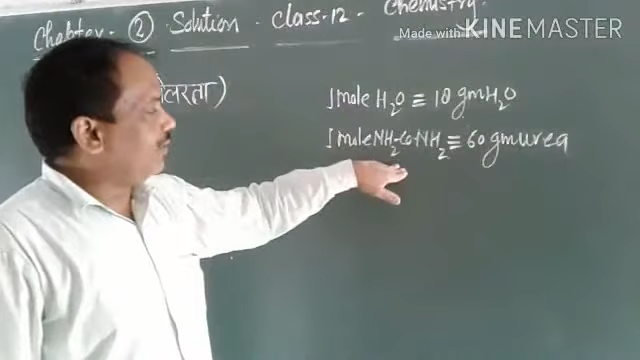 Chapter ② Solution Class-12 Chemistry.
Made with KINEMASTER
लरता)
1 mole H₂O ≡ 18 gm H₂O
1 mole NH₂-CO-NH₂ ≡ 60 gm urea